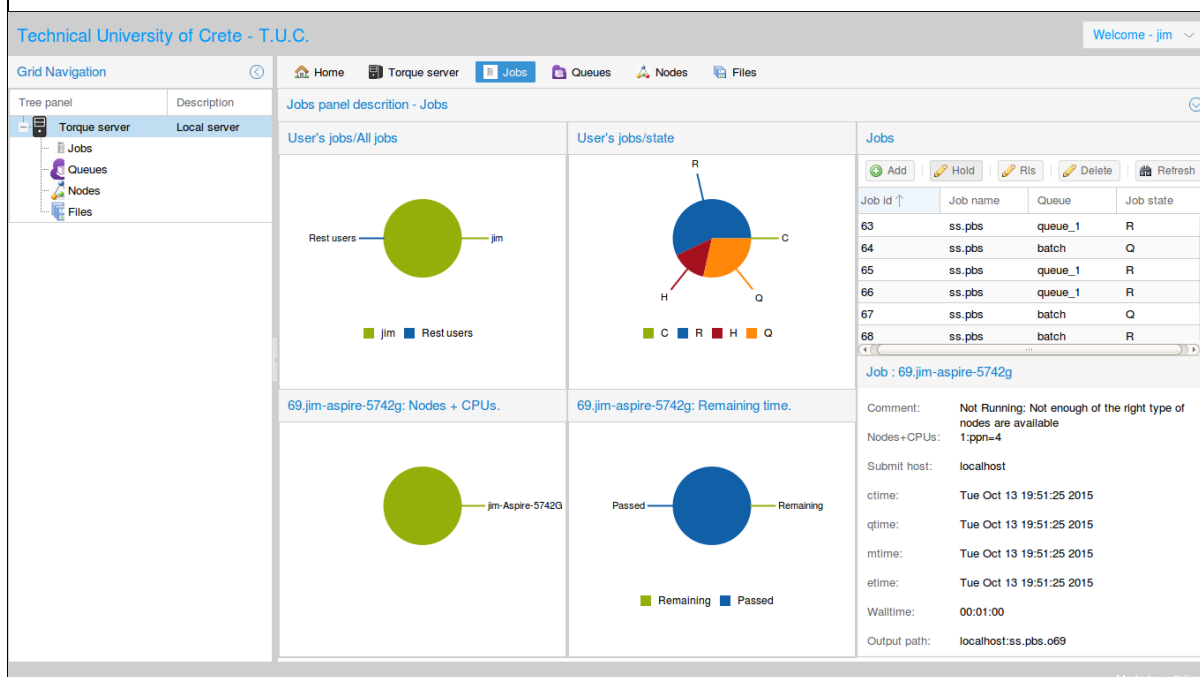 Technical University of Crete - T.U.C.
Welcome - jim
Grid Navigation
Home Torque server Jobs Queues Nodes Files
Tree panel Description
Torque server Local server
Jobs
Queues
Nodes
Files
Jobs panel descrition - Jobs
User's jobs/All jobs
Rest users
jim
jim Rest users
User's jobs/state
R
C
H
Q
C R H Q
Jobs
Add Hold Rls Delete Refresh
Job id Job name Queue Job state
63 ss.pbs queue_1 R
64 ss.pbs batch Q
65 ss.pbs queue_1 R
66 ss.pbs queue_1 R
67 ss.pbs batch Q
68 ss.pbs batch R
69.jim-aspire-5742g: Nodes + CPUs.
jim-Aspire-5742G
69.jim-aspire-5742g: Remaining time.
Passed
Remaining
Remaining Passed
Job : 69.jim-aspire-5742g
Comment: Not Running: Not enough of the right type of
nodes are available
Nodes+CPUs: 1:ppn=4
Submit host: localhost
ctime: Tue Oct 13 19:51:25 2015
qtime: Tue Oct 13 19:51:25 2015
mtime: Tue Oct 13 19:51:25 2015
etime: Tue Oct 13 19:51:25 2015
Walltime: 00:01:00
Output path: localhost:ss.pbs.o69